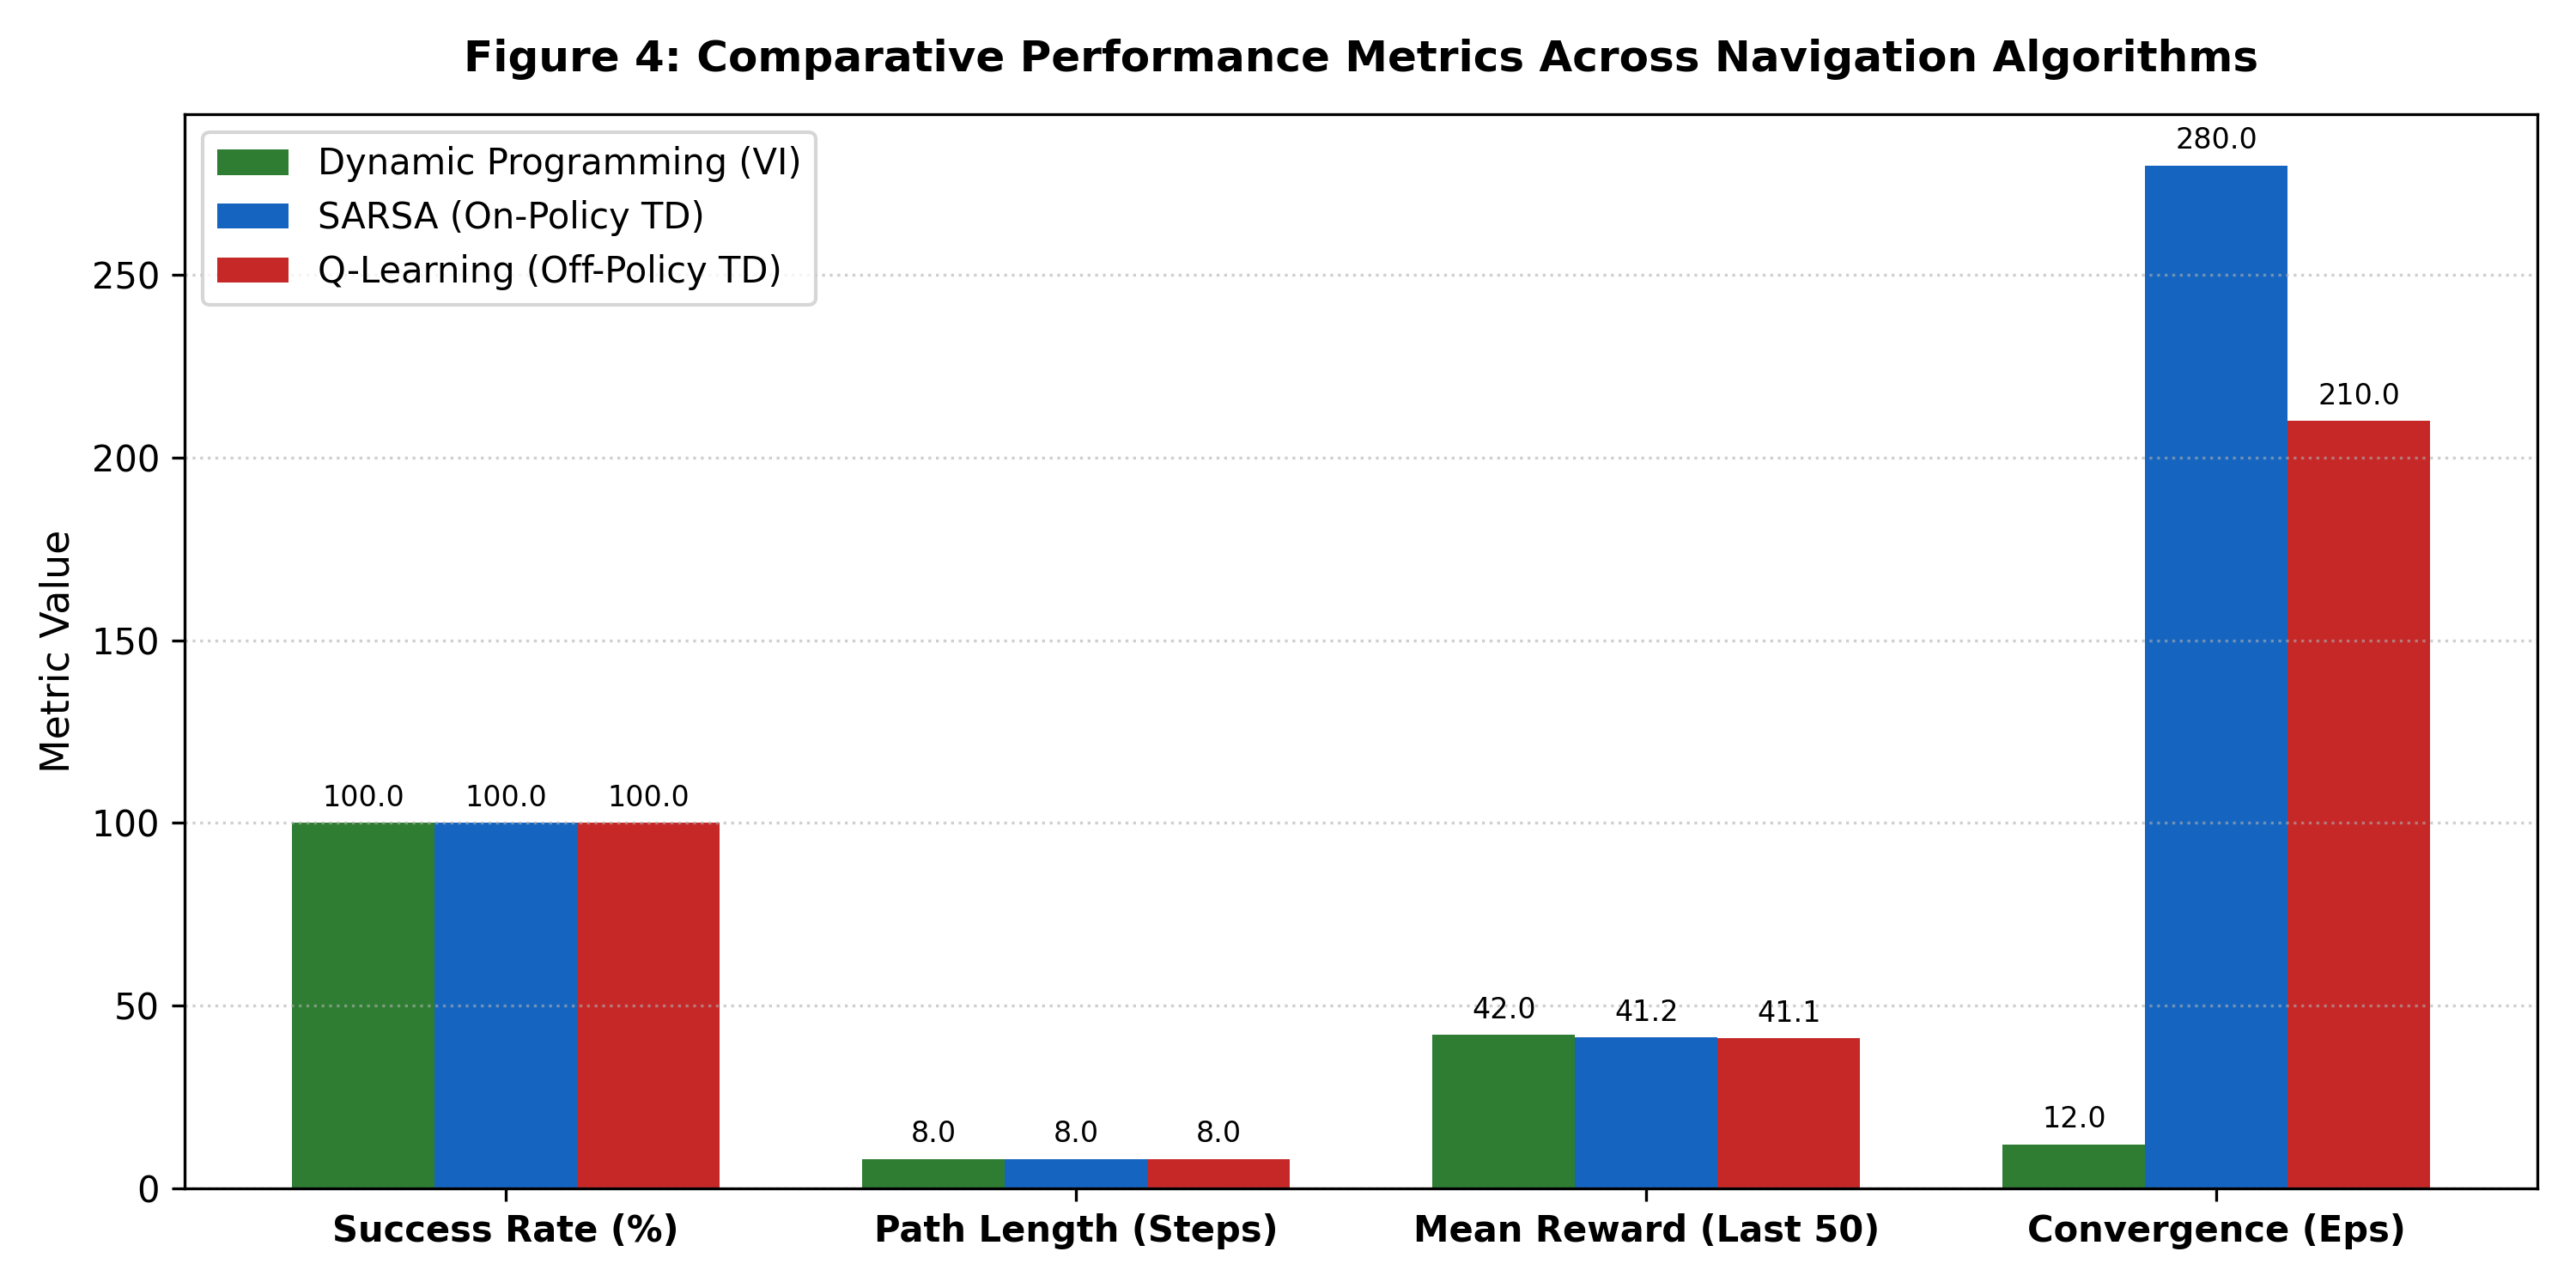 Figure 4: Comparative Performance Metrics Across Navigation Algorithms
Dynamic Programming (VI)
SARSA (On-Policy TD)
Q-Learning (Off-Policy TD)
Metric Value
250
200
150
100
50
0
100.0 100.0 100.0
8.0 8.0 8.0
42.0 41.2 41.1
12.0 280.0 210.0
Success Rate (%) Path Length (Steps) Mean Reward (Last 50) Convergence (Eps)